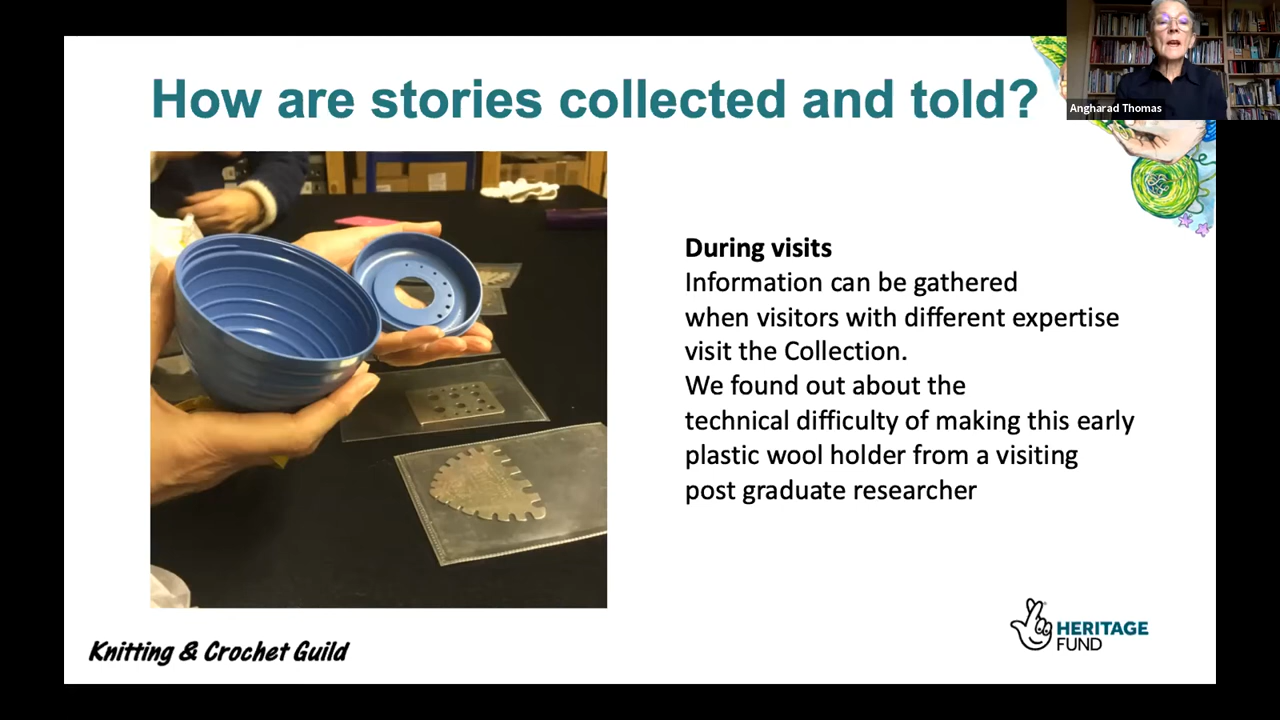 How are stories collected and told?
Angharad Thomas
During visits
Information can be gathered
when visitors with different expertise
visit the Collection.
We found out about the
technical difficulty of making this early
plastic wool holder from a visiting
post graduate researcher
Knitting & Crochet Guild
HERITAGE
FUND